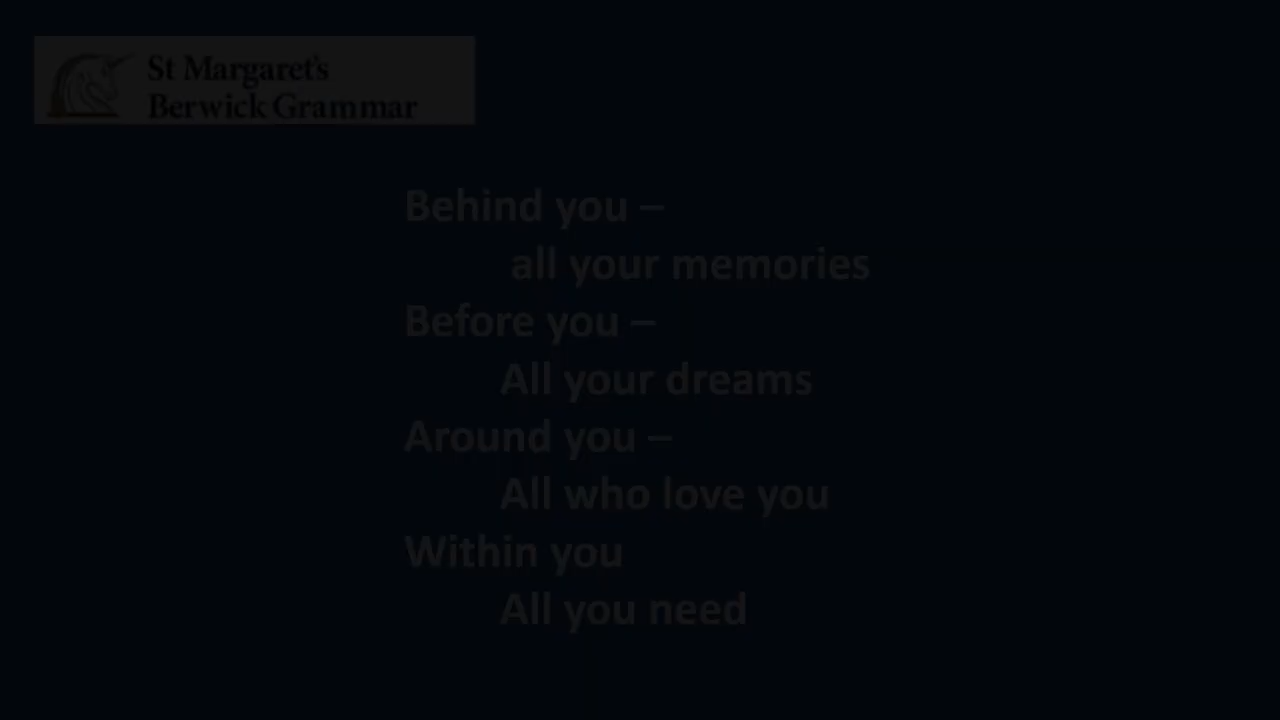 St Margaret's
Berwick Grammar
Behind you –
all your memories
Before you –
All your dreams
Around you –
All who love you
Within you
All you need